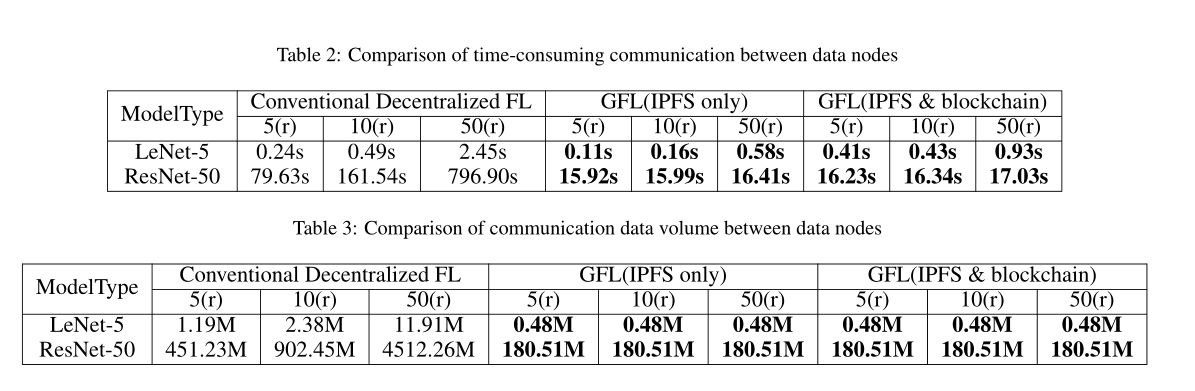 Table 2: Comparison of time-consuming communication between data nodes
ModelType Conventional Decentralized FL GFL(IPFS only) GFL(IPFS & blockchain)
5(r) 10(r) 50(r) 5(r) 10(r) 50(r) 5(r) 10(r) 50(r)
LeNet-5 0.24s 0.49s 2.45s 0.11s 0.16s 0.58s 0.41s 0.43s 0.93s
ResNet-50 79.63s 161.54s 796.90s 15.92s 15.99s 16.41s 16.23s 16.34s 17.03s
Table 3: Comparison of communication data volume between data nodes
ModelType Conventional Decentralized FL GFL(IPFS only) GFL(IPFS & blockchain)
5(r) 10(r) 50(r) 5(r) 10(r) 50(r) 5(r) 10(r) 50(r)
LeNet-5 1.19M 2.38M 11.91M 0.48M 0.48M 0.48M 0.48M 0.48M 0.48M
ResNet-50 451.23M 902.45M 4512.26M 180.51M 180.51M 180.51M 180.51M 180.51M 180.51M